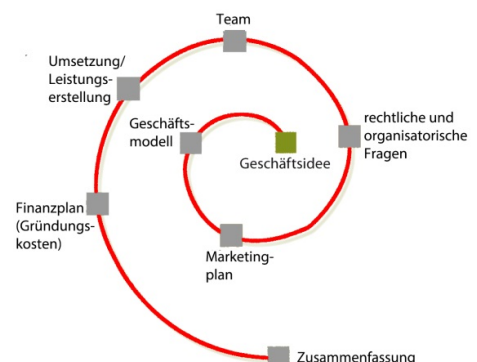 Team
Umsetzung/
Leistungs-
erstellung
Geschäfts-
modell
Geschäftsidee
rechtliche und
organisatorische
Fragen
Finanzplan
(Gründungs-
kosten)
Marketing-
plan
Zusammenfassung